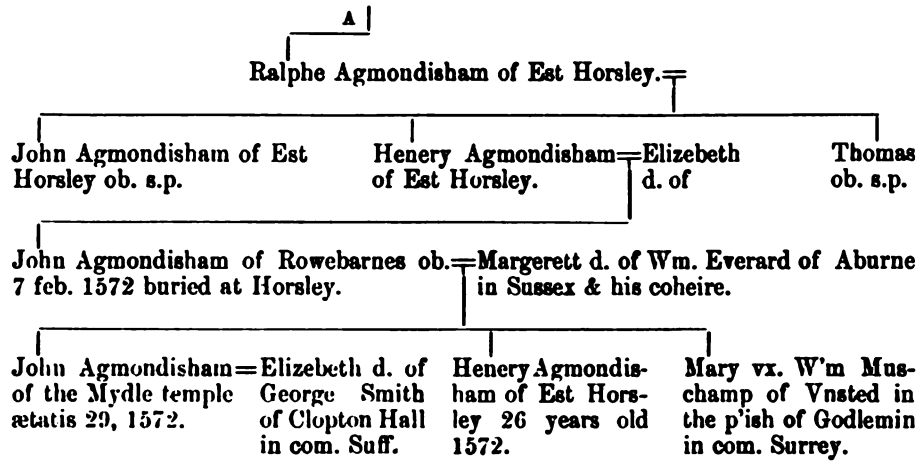 A
Ralphe Agmondisham of Est Horsley.
John Agmondisham of Est
Horsley ob. s.p.
Henery Agmondisham=Elizebeth
of Est Horsley. d. of
Thomas
ob. s.p.
John Agmondisham of Rowebarnes ob.=Margerett d. of Wm. Everard of Aburne
7 feb. 1572 buried at Horsley. in Sussex & his coheire.
John Agmondisham=Elizebeth d. of
of the Mydle temple George Smith
ætatis 29, 1572. of Clopton Hall
in com. Suff.
Henery Agmondis-
ham of Est Hors-
ley 26 years old
1572.
Mary vx. W'm Mus-
champ of Vnsted in
the p'ish of Godlemin
in com. Surrey.